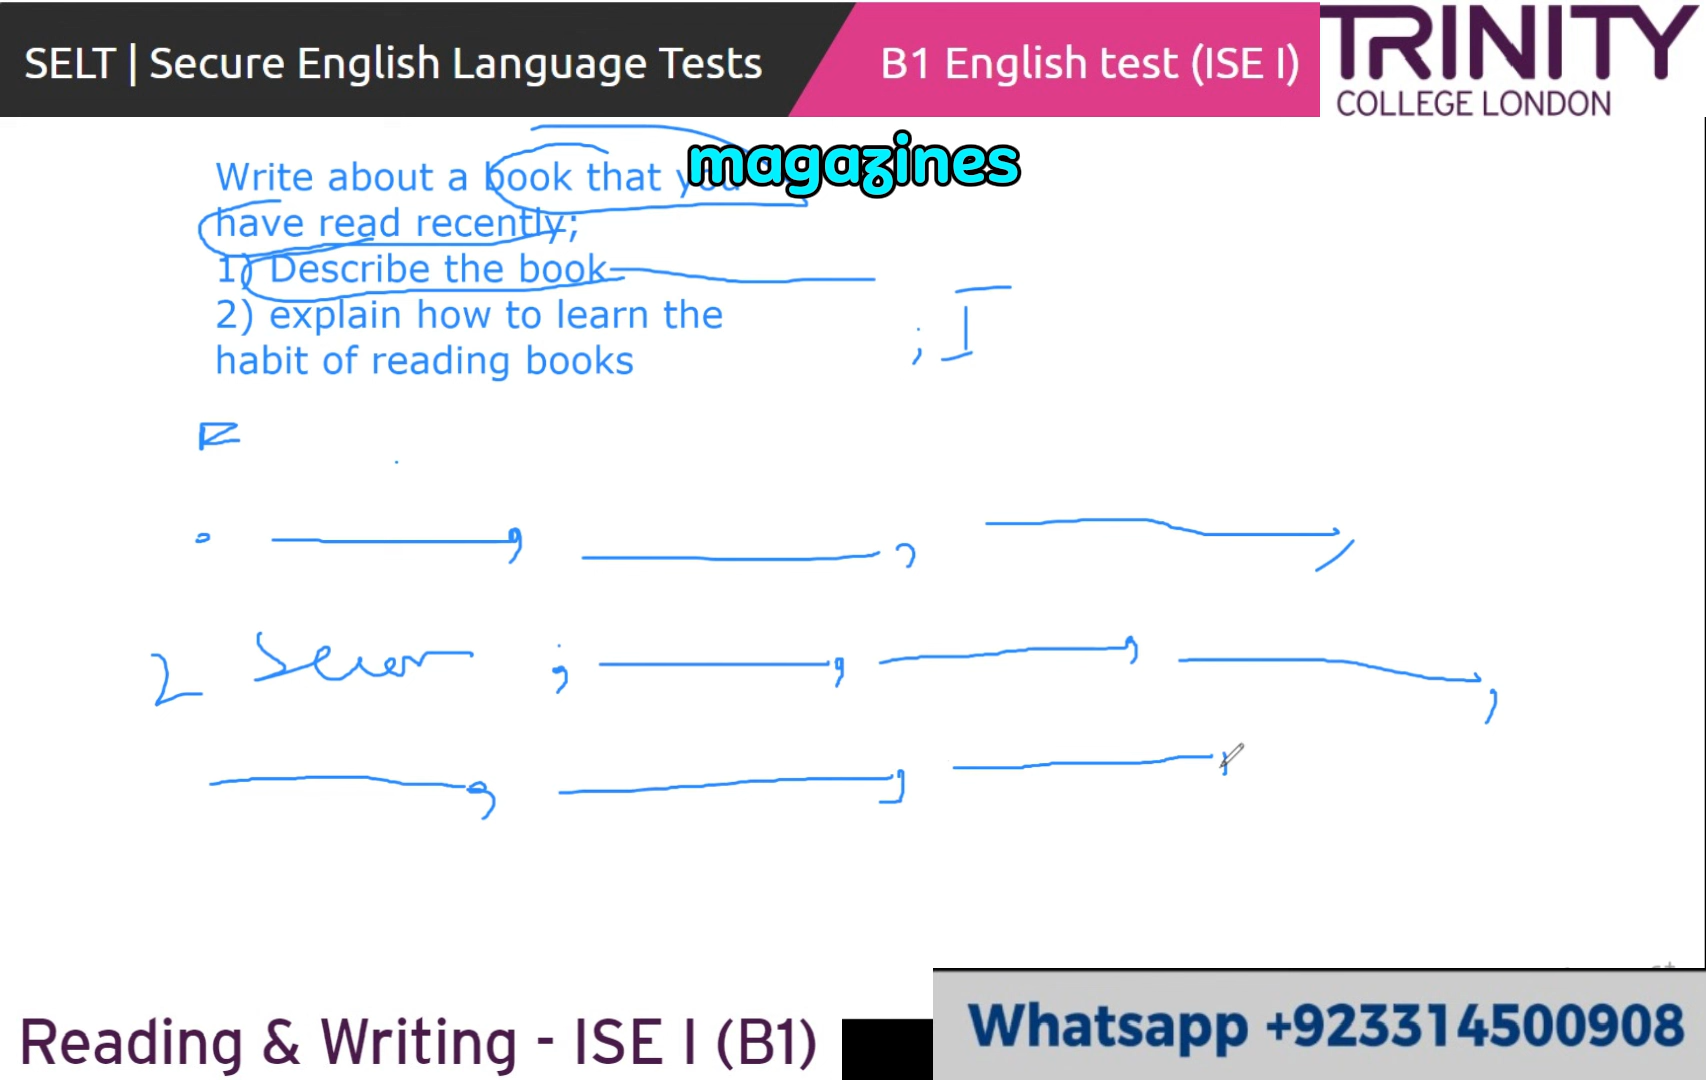 SELT | Secure English Language Tests
B1 English test (ISE I)
TRINITY
COLLEGE LONDON
magazines
Write about a book that you
have read recently;
1) Describe the book
2) explain how to learn the
habit of reading books
; I
2
Reading & Writing - ISE I (B1)
Whatsapp +923314500908